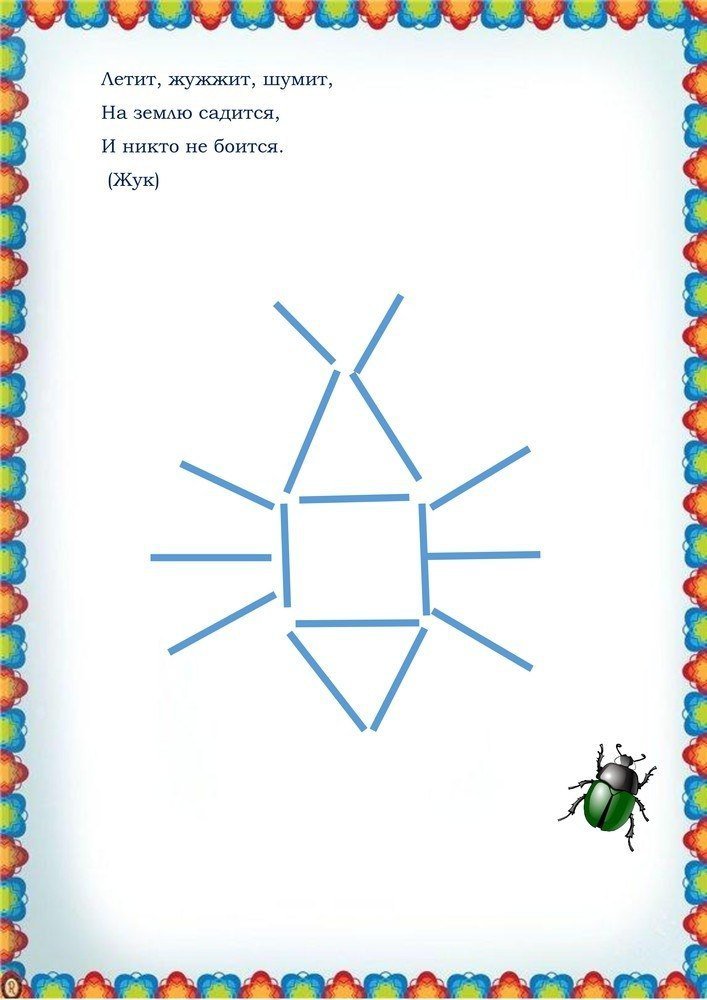 Летит, жужжит, шумит,
На землю садится,
И никто не боится.
(Жук)